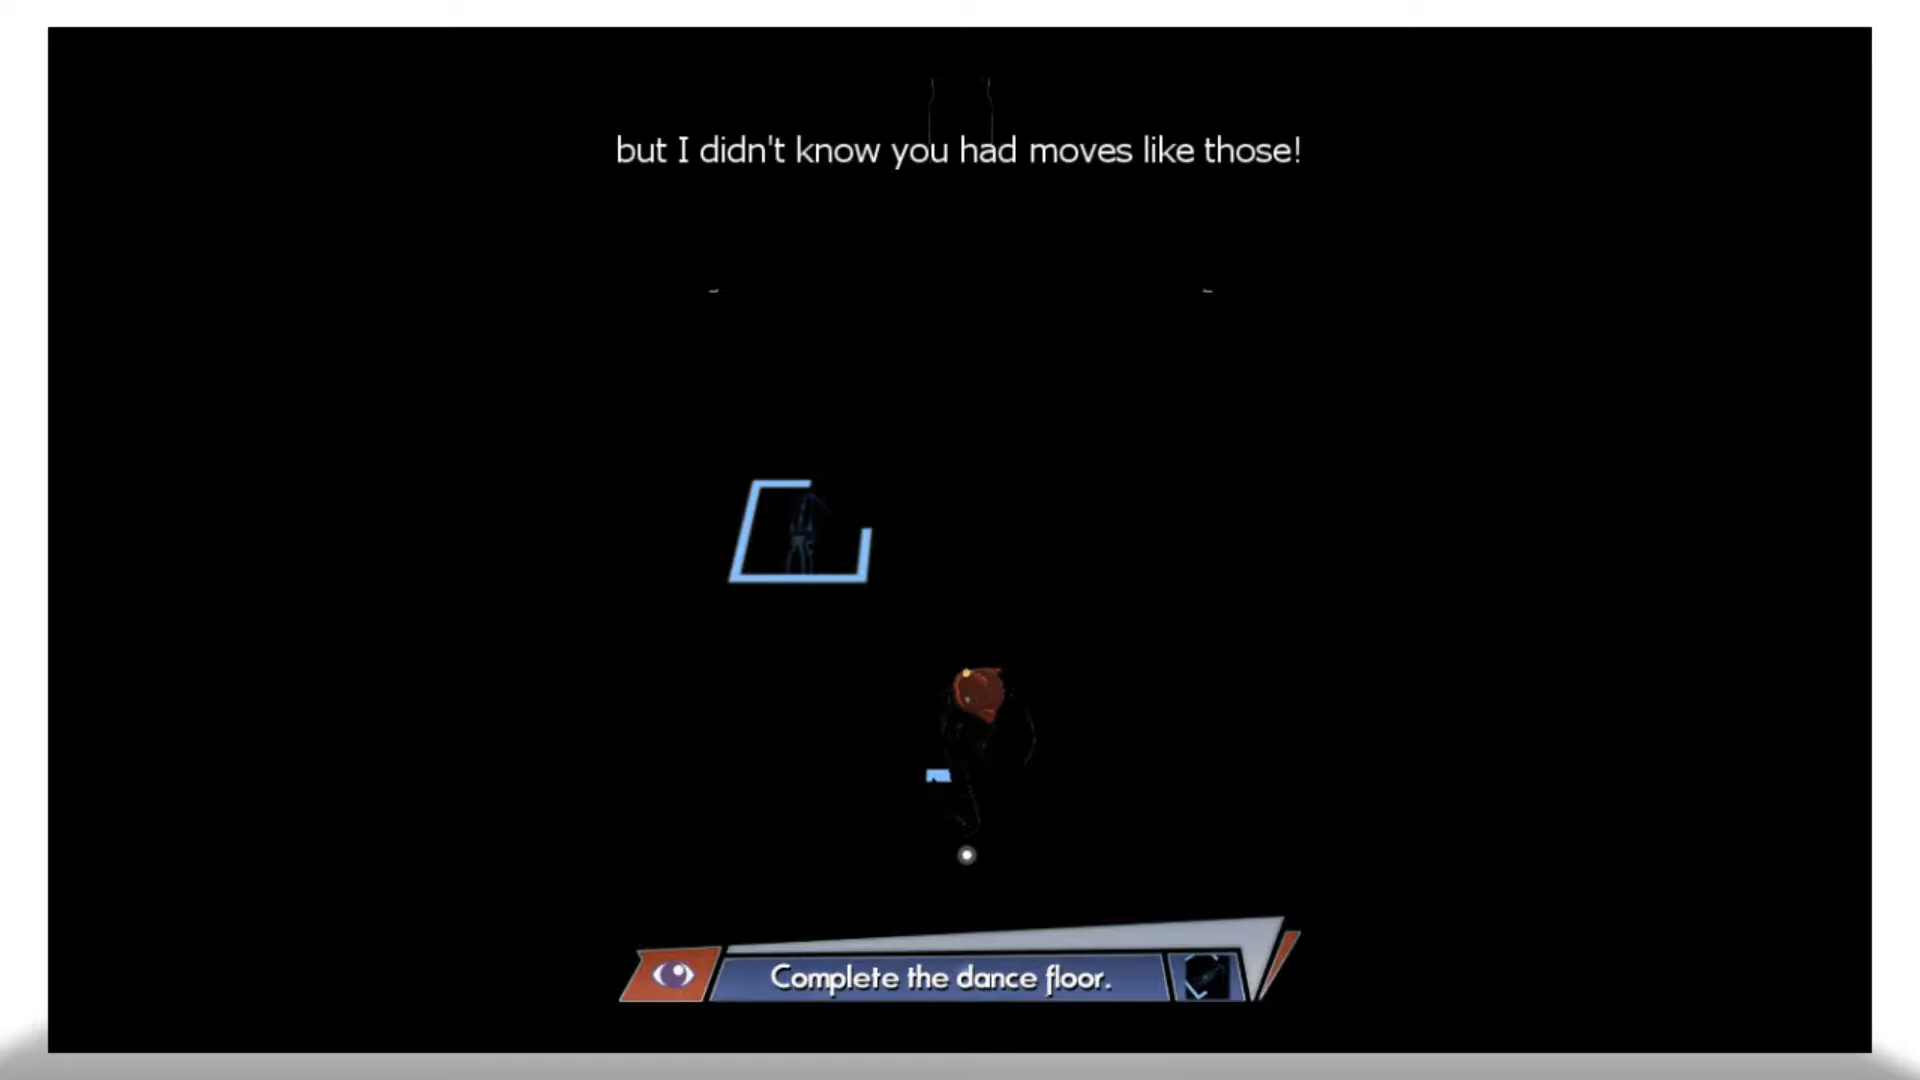 but I didn't know you had moves like those!
Complete the dance floor.